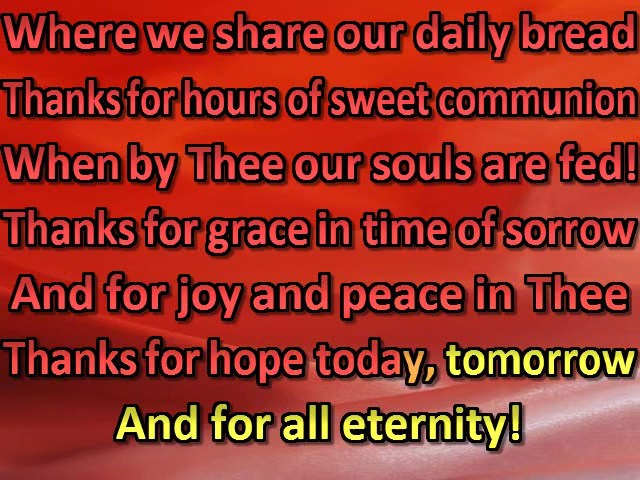 Where we share our daily bread
Thanks for hours of sweet communion
When by Thee our souls are fed!
Thanks for grace in time of sorrow
And for joy and peace in Thee
Thanks for hope today, tomorrow
And for all eternity!